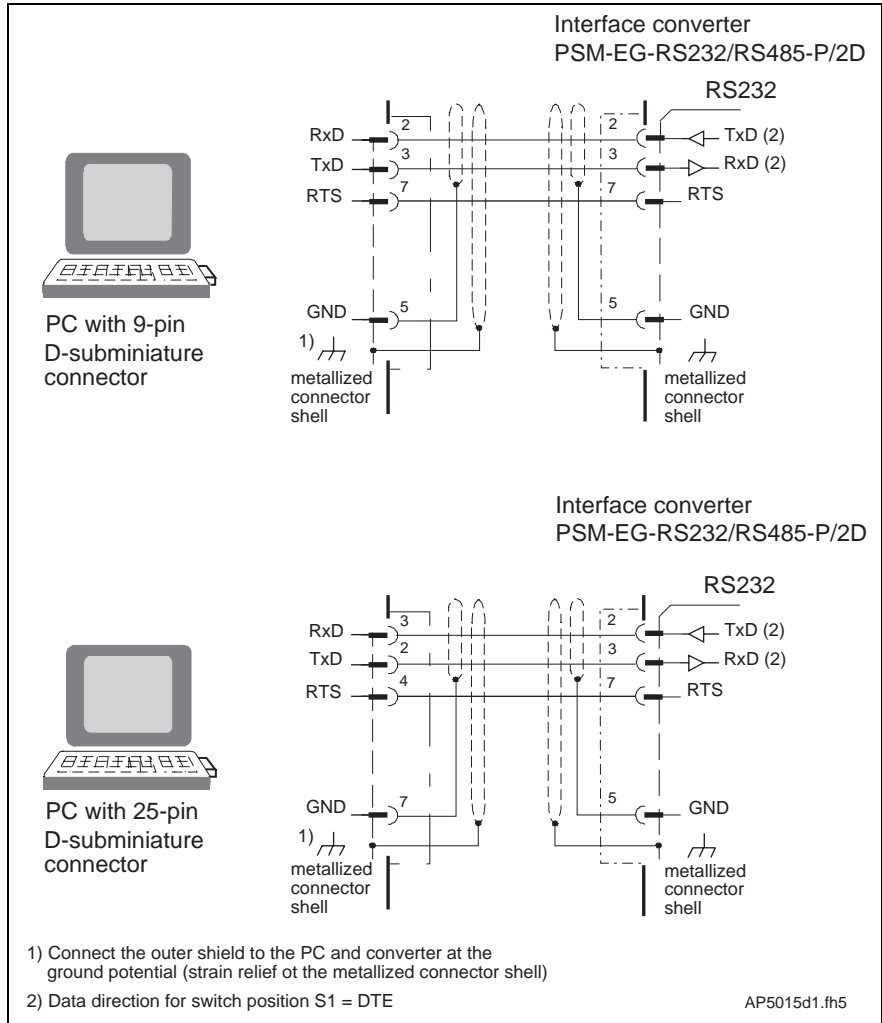 Interface converter
PSM-EG-RS232/RS485-P/2D
RS232
RxD 2 2 TxD (2)
TxD 3 3 RxD (2)
RTS 7 7 RTS
GND 5 5 GND
PC with 9-pin
D-subminiature
connector
1)
metallized
connector
shell
metallized
connector
shell
Interface converter
PSM-EG-RS232/RS485-P/2D
RS232
RxD 3 2 TxD (2)
TxD 2 3 RxD (2)
RTS 4 7 RTS
GND 7 5 GND
PC with 25-pin
D-subminiature
connector
1)
metallized
connector
shell
metallized
connector
shell
1) Connect the outer shield to the PC and converter at the
ground potential (strain relief ot the metallized connector shell)
2) Data direction for switch position S1 = DTE
AP5015d1.fh5